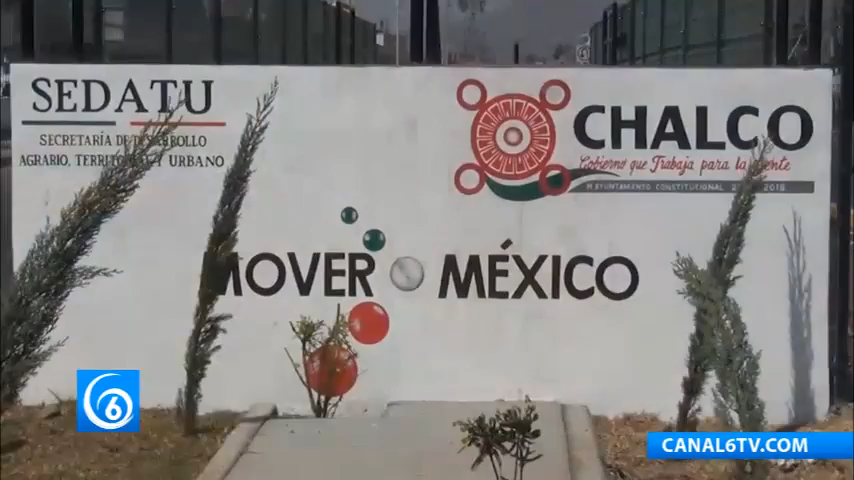 SEDATU
SECRETARÍA DE DESARROLLO
AGRARIO, TERRITORIAL Y URBANO
CHALCO
Gobierno que Trabaja para la Gente
H. AYUNTAMIENTO CONSTITUCIONAL 2018
MOVER MÉXICO
6
CANAL6TV.COM